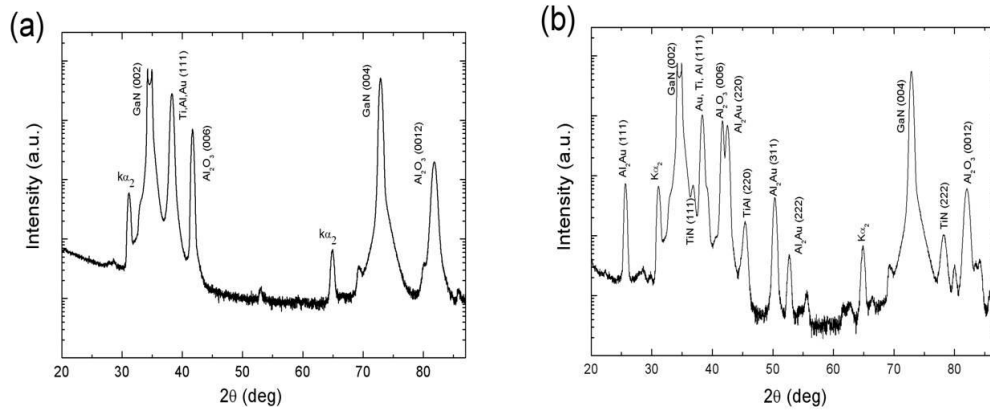 (a)
Intensity (a.u.)
kα₂
GaN (002)
Ti,Al,Au (111)
Al₂O₃ (006)
kα₂
GaN (004)
Al₂O₃ (0012)
20 30 40 50 60 70 80
2θ (deg)
(b)
Intensity (a.u.)
Al₂Au (111)
Kα₂
GaN (002)
TiN (111)
Au, Ti, Al (111)
Al₂O₃ (006)
Al₂Au (220)
TiAl (220)
Al₂Au (311)
Al₂Au (222)
Kα₂
GaN (004)
TiN (222)
Al₂O₃ (0012)
20 30 40 50 60 70 80
2θ (deg)